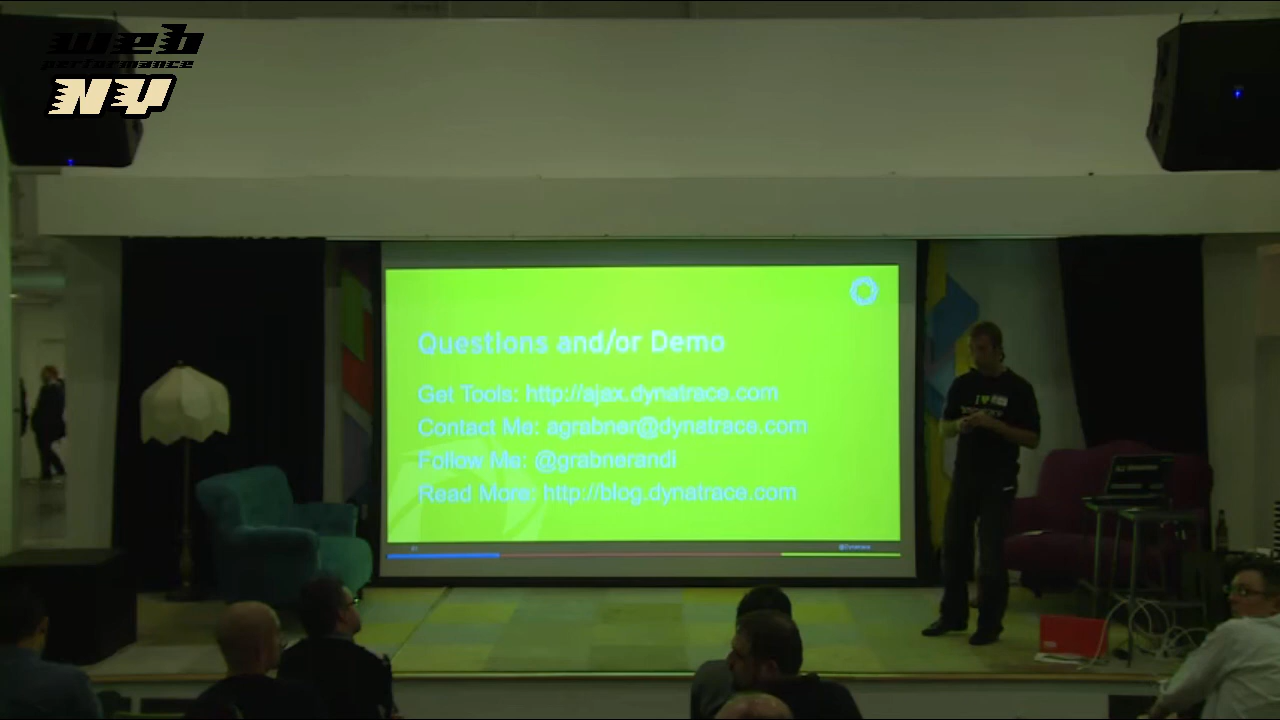 web
performance
NY
Questions and/or Demo
Get Tools: http://ajax.dynatrace.com
Contact Me: agrabner@dynatrace.com
Follow Me: @grabnerandi
Read More: http://blog.dynatrace.com
@Dynatrace